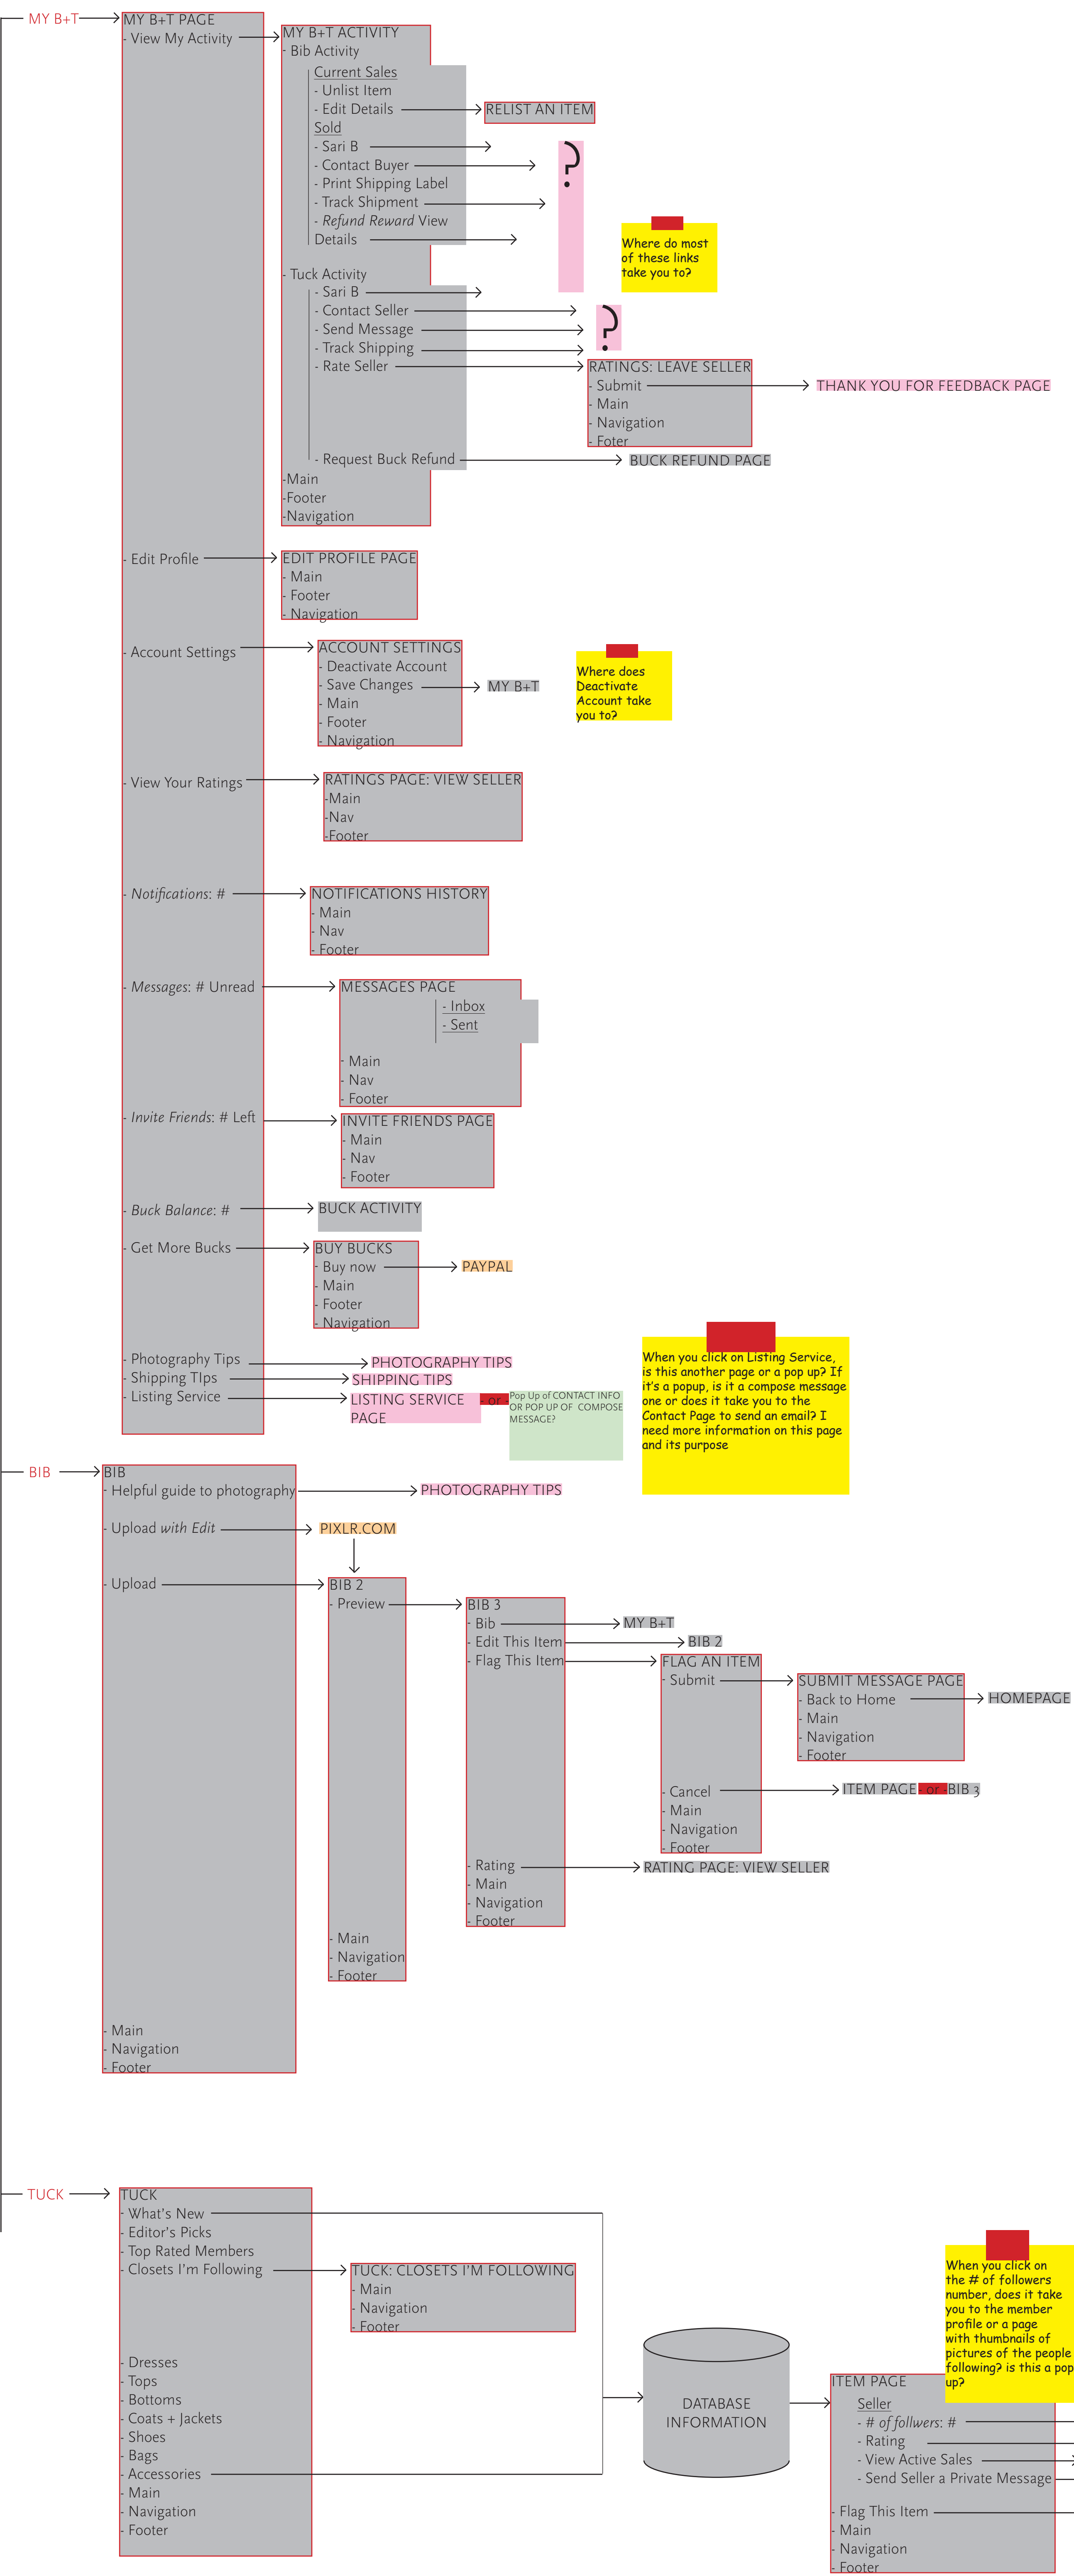 MY B+T
MY B+T PAGE
- View My Activity
MY B+T ACTIVITY
- Bib Activity
Current Sales
- Unlist Item
- Edit Details
RELIST AN ITEM
Sold
- Sari B
- Contact Buyer
- Print Shipping Label
- Track Shipment
- Refund Reward View
Details
?
Where do most
of these links
take you to?
- Tuck Activity
- Sari B
- Contact Seller
- Send Message
- Track Shipping
- Rate Seller
?
RATINGS: LEAVE SELLER
- Submit
- Main
- Navigation
- Foter
THANK YOU FOR FEEDBACK PAGE
- Request Buck Refund
BUCK REFUND PAGE
-Main
-Footer
-Navigation
- Edit Profile
EDIT PROFILE PAGE
- Main
- Footer
- Navigation
- Account Settings
ACCOUNT SETTINGS
- Deactivate Account
- Save Changes
MY B+T
- Main
- Footer
- Navigation
Where does
Deactivate
Account take
you to?
- View Your Ratings
RATINGS PAGE: VIEW SELLER
-Main
-Nav
-Footer
- Notifications: #
NOTIFICATIONS HISTORY
- Main
- Nav
- Footer
- Messages: # Unread
MESSAGES PAGE
- Inbox
- Sent
- Main
- Nav
- Footer
- Invite Friends: # Left
INVITE FRIENDS PAGE
- Main
- Nav
- Footer
- Buck Balance: #
BUCK ACTIVITY
- Get More Bucks
BUY BUCKS
- Buy now
PAYPAL
- Main
- Footer
- Navigation
- Photography Tips
PHOTOGRAPHY TIPS
- Shipping TIps
SHIPPING TIPS
- Listing Service
LISTING SERVICE
PAGE
- or -
Pop Up of CONTACT INFO
OR POP UP OF COMPOSE
MESSAGE?
When you click on Listing Service,
is this another page or a pop up? If
it's a popup, is it a compose message
one or does it take you to the
Contact Page to send an email? I
need more information on this page
and its purpose
BIB
BIB
- Helpful guide to photography
PHOTOGRAPHY TIPS
- Upload with Edit
PIXLR.COM
- Upload
BIB 2
- Preview
BIB 3
- Bib
MY B+T
- Edit This Item
BIB 2
- Flag This Item
FLAG AN ITEM
- Submit
SUBMIT MESSAGE PAGE
- Back to Home
HOMEPAGE
- Main
- Navigation
- Footer
- Cancel
ITEM PAGE - or -BIB 3
- Main
- Navigation
- Footer
- Rating
RATING PAGE: VIEW SELLER
- Main
- Navigation
- Footer
- Main
- Navigation
- Footer
- Main
- Navigation
- Footer
TUCK
TUCK
- What's New
- Editor's Picks
- Top Rated Members
- Closets I'm Following
TUCK: CLOSETS I'M FOLLOWING
- Main
- Navigation
- Footer
- Dresses
- Tops
- Bottoms
- Coats + Jackets
- Shoes
- Bags
- Accessories
- Main
- Navigation
- Footer
DATABASE
INFORMATION
When you click on
the # of followers
number, does it take
you to the member
profile or a page
with thumbnails of
pictures of the people
following? is this a pop
up?
ITEM PAGE
Seller
- # of follwers: #
- Rating
- View Active Sales
- Send Seller a Private Message
- Flag This Item
- Main
- Navigation
- Footer